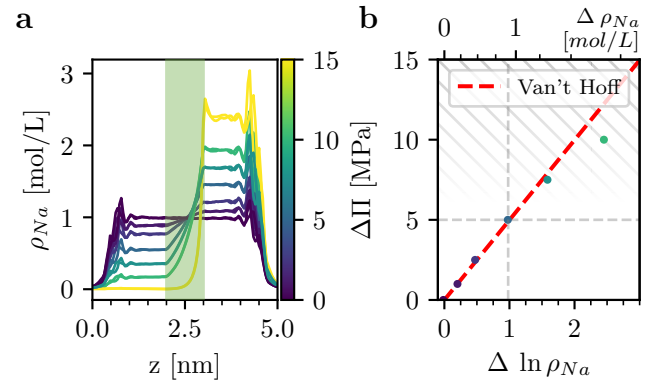 a
b
ρ_Na [mol/L]
3
2
1
0
0.0
2.5
5.0
z [nm]
15
10
5
0
ΔΠ [MPa]
0
1
Δ ρ_Na
[mol/L]
Van't Hoff
15
10
5
0
0
1
2
Δ ln ρ_Na